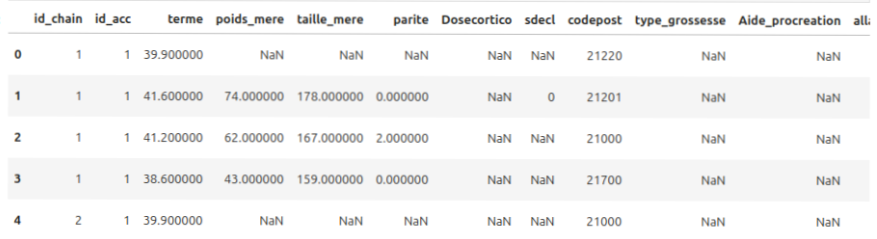 id_chain id_acc terme poids_mere taille_mere parite Dosecortico sdecl codepost type_grossesse Aide_procreation alla
0 1 1 39.900000 NaN NaN NaN NaN NaN 21220 NaN NaN
1 1 1 41.600000 74.000000 178.000000 0.000000 NaN 0 21201 NaN NaN
2 1 1 41.200000 62.000000 167.000000 2.000000 NaN NaN 21000 NaN NaN
3 1 1 38.600000 43.000000 159.000000 0.000000 NaN NaN 21700 NaN NaN
4 2 1 39.900000 NaN NaN NaN NaN NaN 21000 NaN NaN